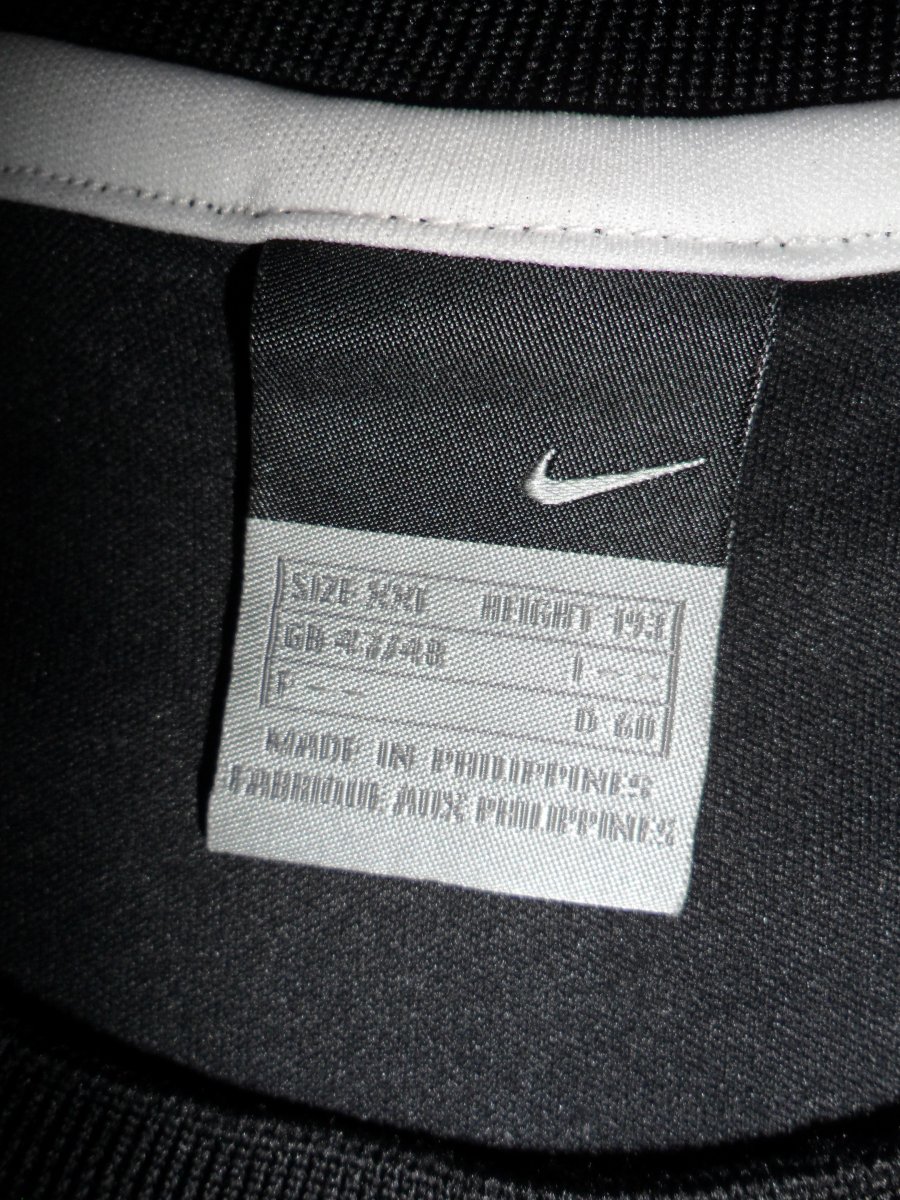 SIZE XXL HEIGHT 193
GB 47/48 I --
F -- D 60
MADE IN PHILIPPINES
FABRIQUE AUX PHILIPPINES